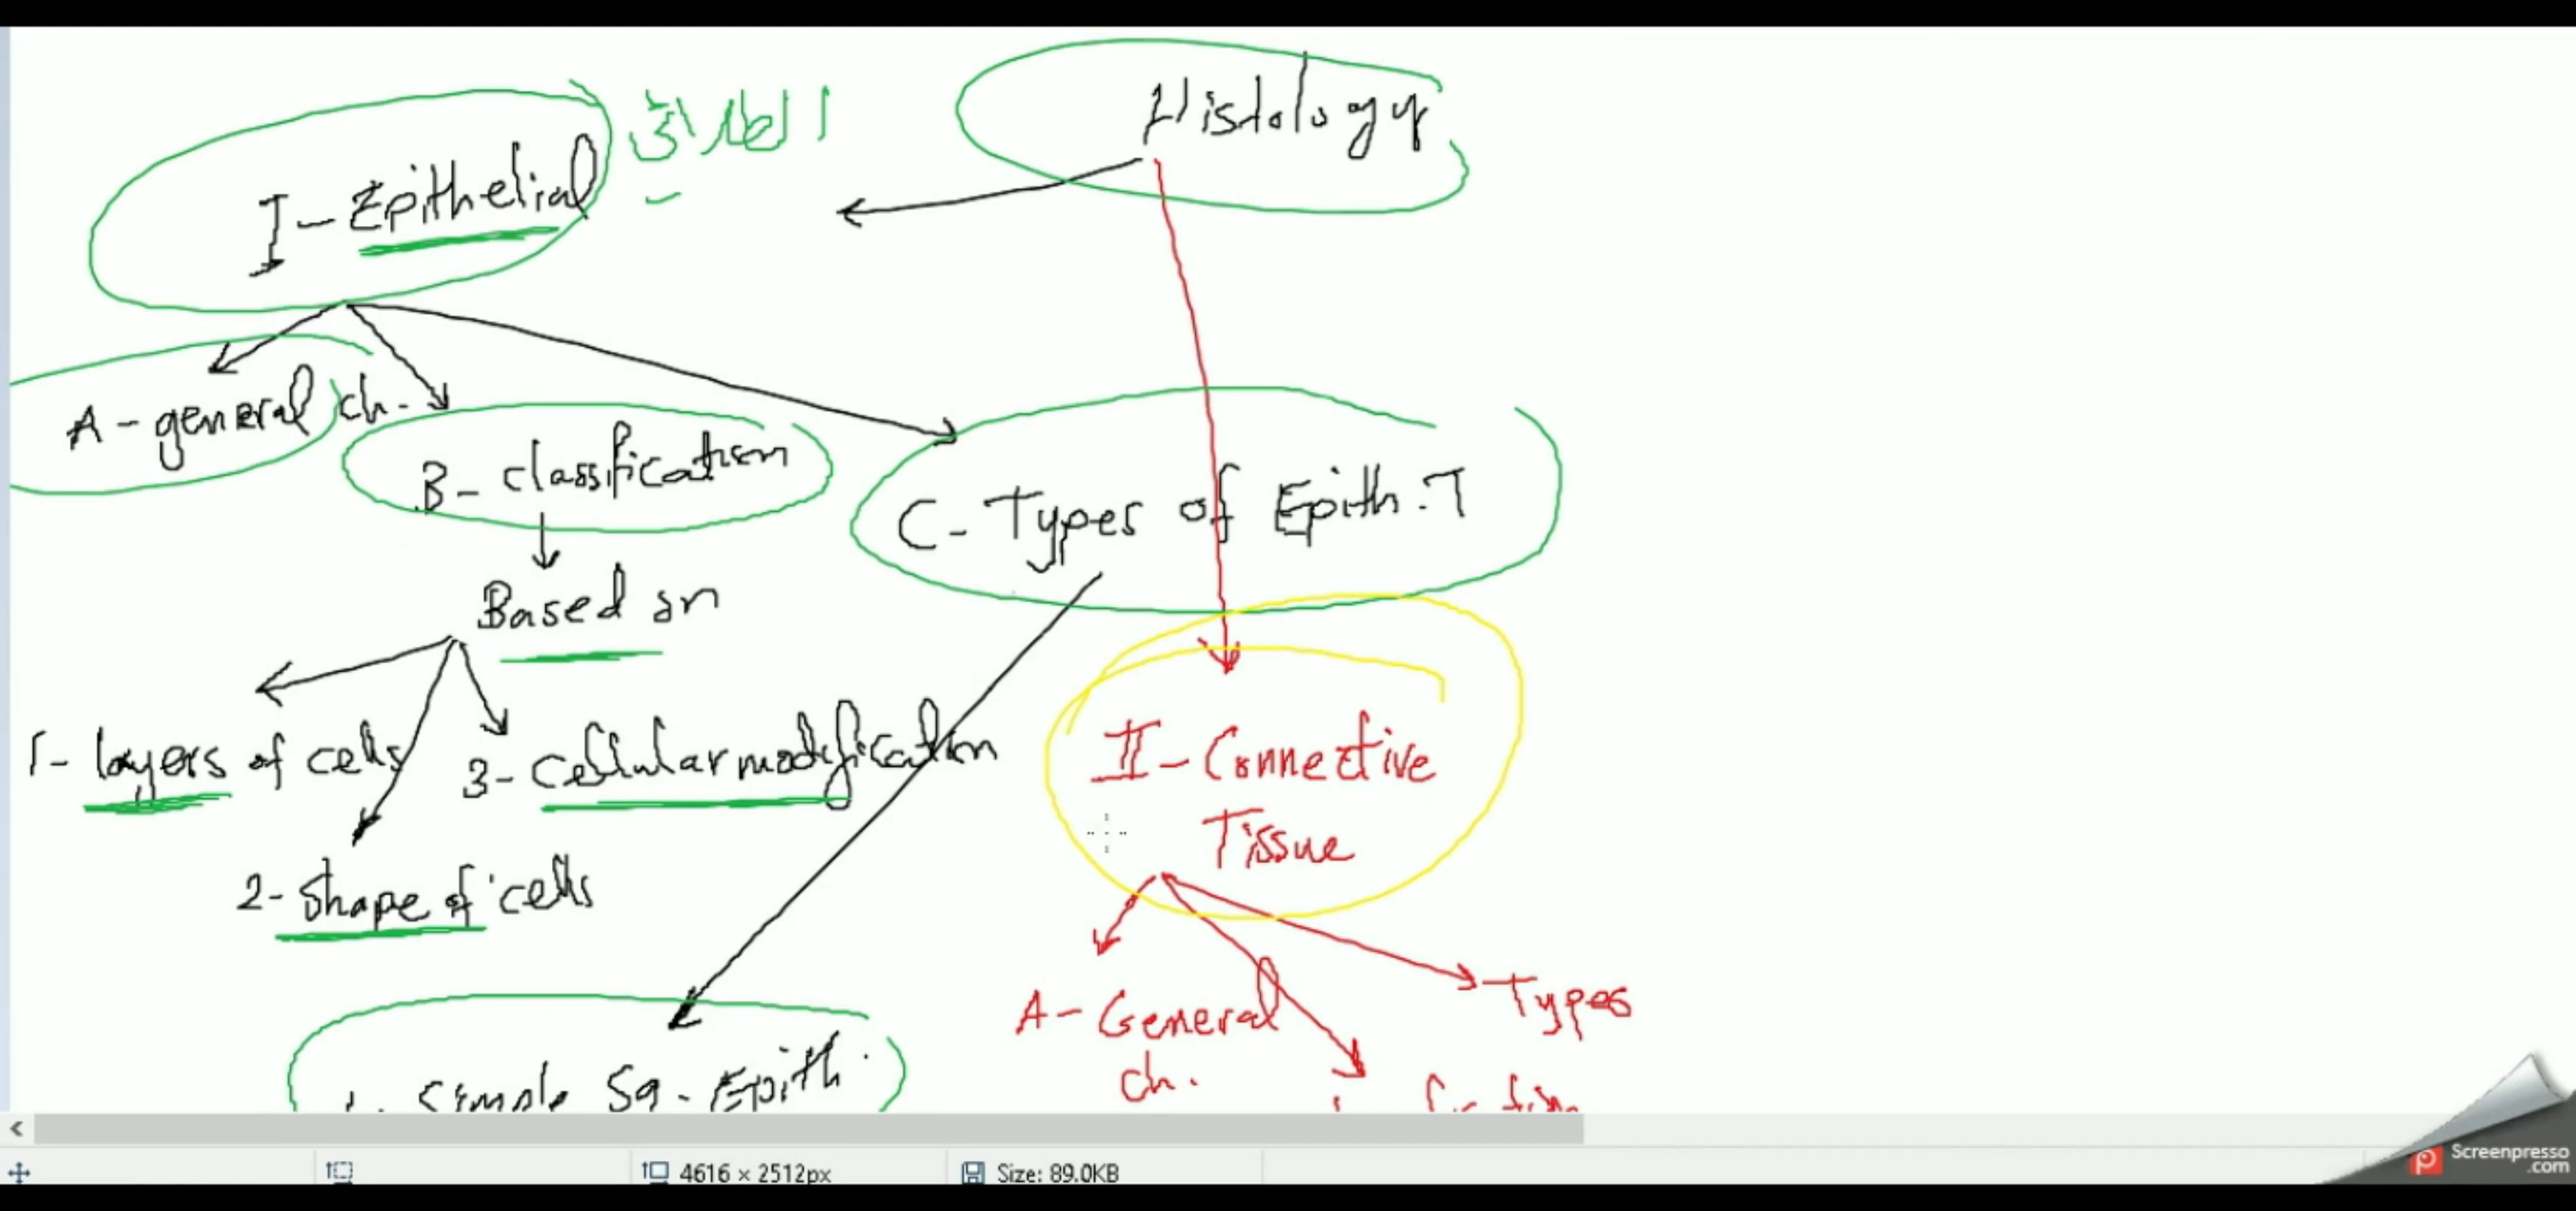 Histology
I - Epithelial
A - general ch.
B - classification
C - Types of Epith. T
Based on
1- layers of cells
3- cellular modification
2- shape of cells
II - Connective
Tissue
A - General
ch.
Types
Simple Sq. Epith.
4616 × 2512px
Size: 89.0KB
Screenpresso
.com